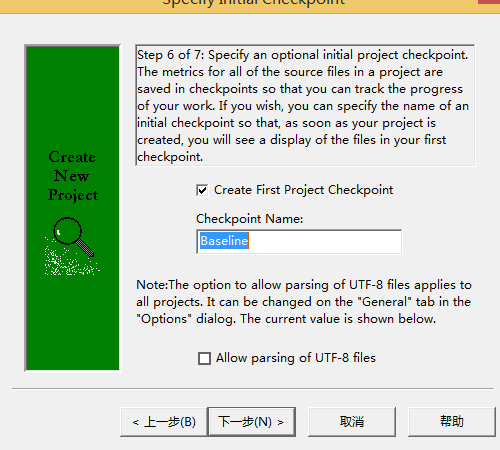 Specify Initial Checkpoint
Step 6 of 7: Specify an optional initial project checkpoint.
The metrics for all of the source files in a project are
saved in checkpoints so that you can track the progress
of your work. If you wish, you can specify the name of an
initial checkpoint so that, as soon as your project is
created, you will see a display of the files in your first
checkpoint.
Create
New
Project
Create First Project Checkpoint
Checkpoint Name:
Baseline
Note:The option to allow parsing of UTF-8 files applies to
all projects. It can be changed on the "General" tab in the
"Options" dialog. The current value is shown below.
Allow parsing of UTF-8 files
< 上一步(B)
下一步(N) >
取消
帮助